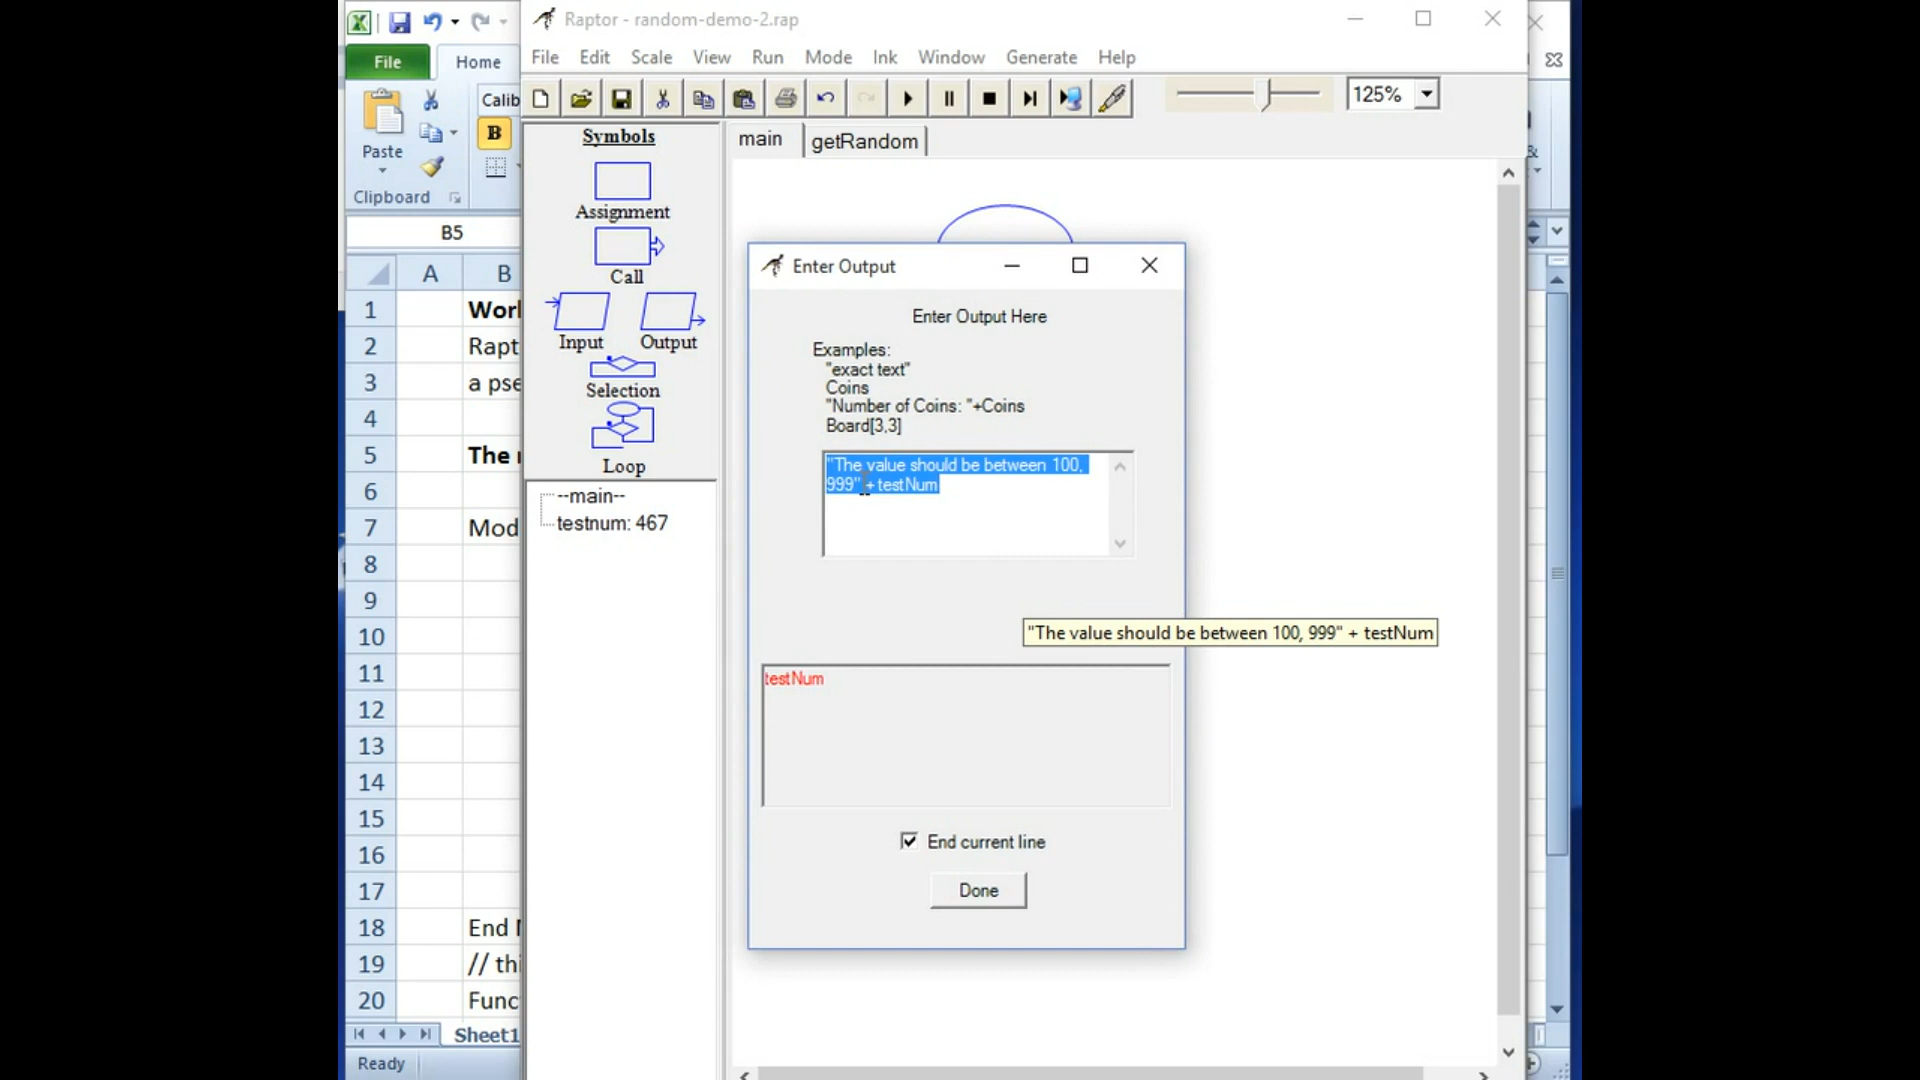 Raptor - random-demo-2.rap
File
Home
File Edit Scale View Run Mode Ink Window Generate Help
Calib
B
125%
Paste
Clipboard
Symbols
main
getRandom
Assignment
Call
Input
Output
Selection
Loop
--main--
testnum: 467
B5
A B
1 Worl
2 Rapt
3 a pse
4
5 The
6
7 Mod
8
9
10
11
12
13
14
15
16
17
18 End
19 // thi
20 Func
Sheet1
Ready
Enter Output
Enter Output Here
Examples:
"exact text"
Coins
"Number of Coins: "+Coins
Board[3,3]
"The value should be between 100,
999" + testNum
"The value should be between 100, 999" + testNum
testNum
End current line
Done
&